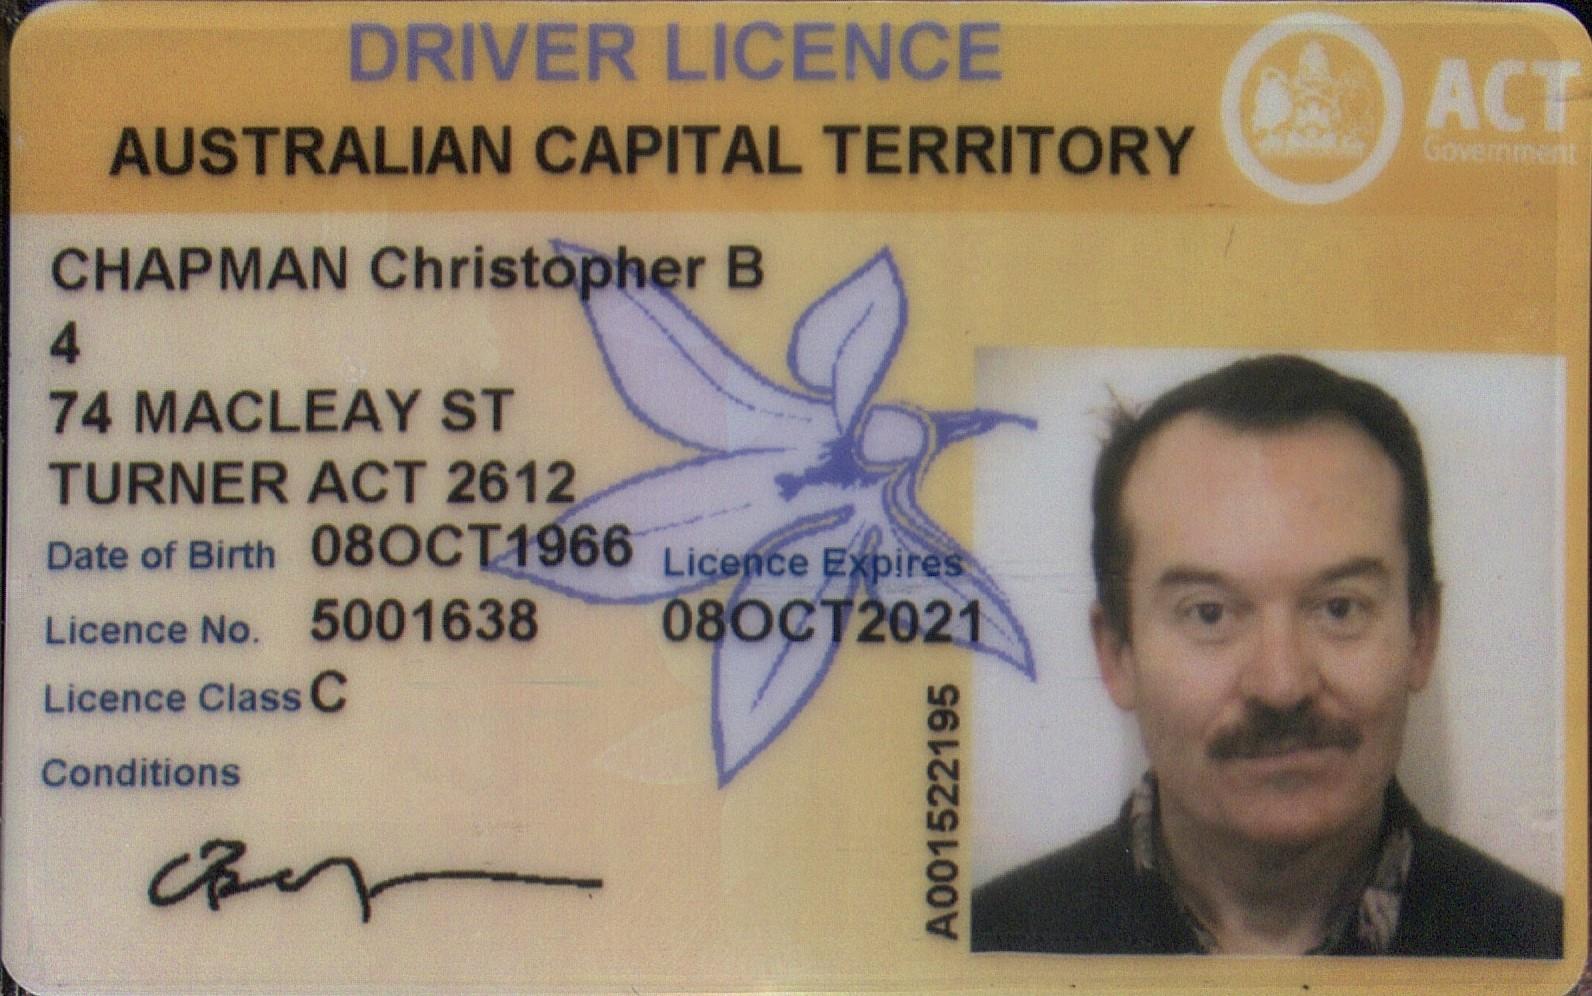 DRIVER LICENCE
AUSTRALIAN CAPITAL TERRITORY
ACT
Government
CHAPMAN Christopher B
4
74 MACLEAY ST
TURNER ACT 2612
Date of Birth 08OCT1966
Licence Expires
Licence No. 5001638 08OCT2021
Licence Class C
Conditions
A001522195